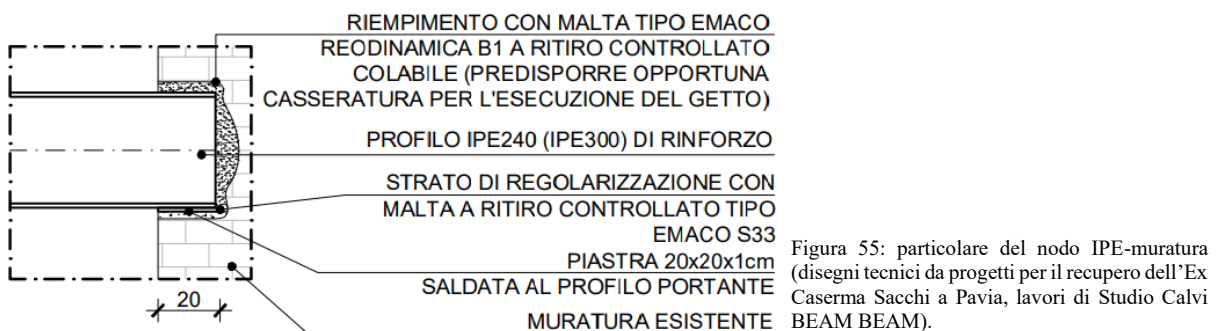 RIEMPIMENTO CON MALTA TIPO EMACO
REODINAMICA B1 A RITIRO CONTROLLATO
COLABILE (PREDISPORRE OPPORTUNA
CASSERATURA PER L'ESECUZIONE DEL GETTO)
PROFILO IPE240 (IPE300) DI RINFORZO
STRATO DI REGOLARIZZAZIONE CON
MALTA A RITIRO CONTROLLATO TIPO
EMACO S33
PIASTRA 20x20x1cm
SALDATA AL PROFILO PORTANTE
MURATURA ESISTENTE
20
Figura 55: particolare del nodo IPE-muratura
(disegni tecnici da progetti per il recupero dell’Ex
Caserma Sacchi a Pavia, lavori di Studio Calvi
BEAM BEAM).